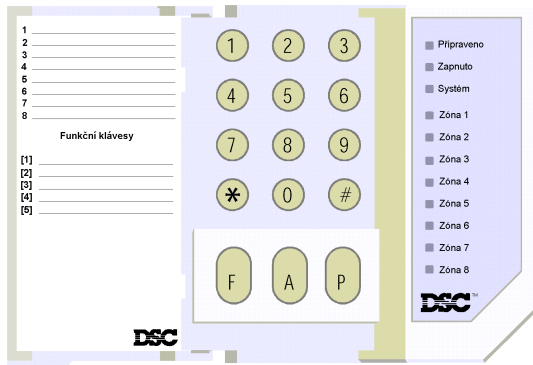 1
2
3
4
5
6
7
8
Funkční klávesy
[1]
[2]
[3]
[4]
[5]
DSC
1 2 3
4 5 6
7 8 9
* 0 #
F A P
Připraveno
Zapnuto
Systém
Zóna 1
Zóna 2
Zóna 3
Zóna 4
Zóna 5
Zóna 6
Zóna 7
Zóna 8
DSC™